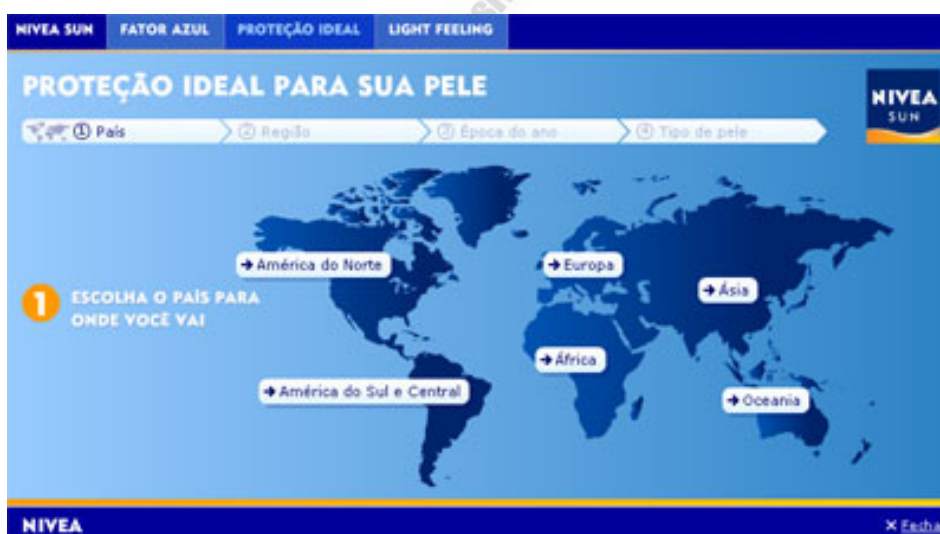 NIVEA SUN FATOR AZUL PROTEÇÃO IDEAL LIGHT FEELING
PROTEÇÃO IDEAL PARA SUA PELE
NIVEA
SUN
1 País 2 Região 3 Época do ano 4 Tipo de pele
América do Norte
Europa
Ásia
1 ESCOLHA O PAÍS PARA
ONDE VOCÊ VAI
África
América do Sul e Central
Oceania
NIVEA
× Fecha